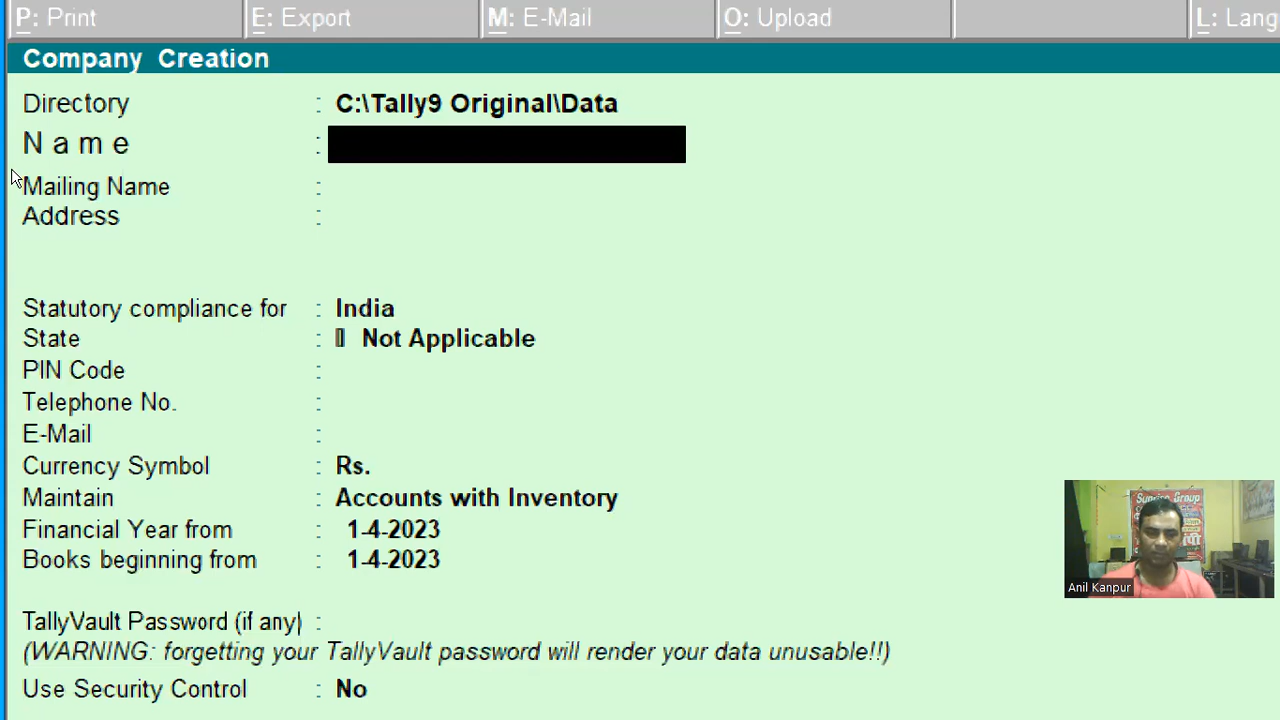 P: Print E: Export M: E-Mail O: Upload L: Lang
Company Creation
Directory : C:\Tally9 Original\Data
Name :
Mailing Name :
Address :
Statutory compliance for : India
State : Not Applicable
PIN Code :
Telephone No. :
E-Mail :
Currency Symbol : Rs.
Maintain : Accounts with Inventory
Financial Year from : 1-4-2023
Books beginning from : 1-4-2023
TallyVault Password (if any) :
(WARNING: forgetting your TallyVault password will render your data unusable!!)
Use Security Control : No
Sunrise Group
Anil Kanpur